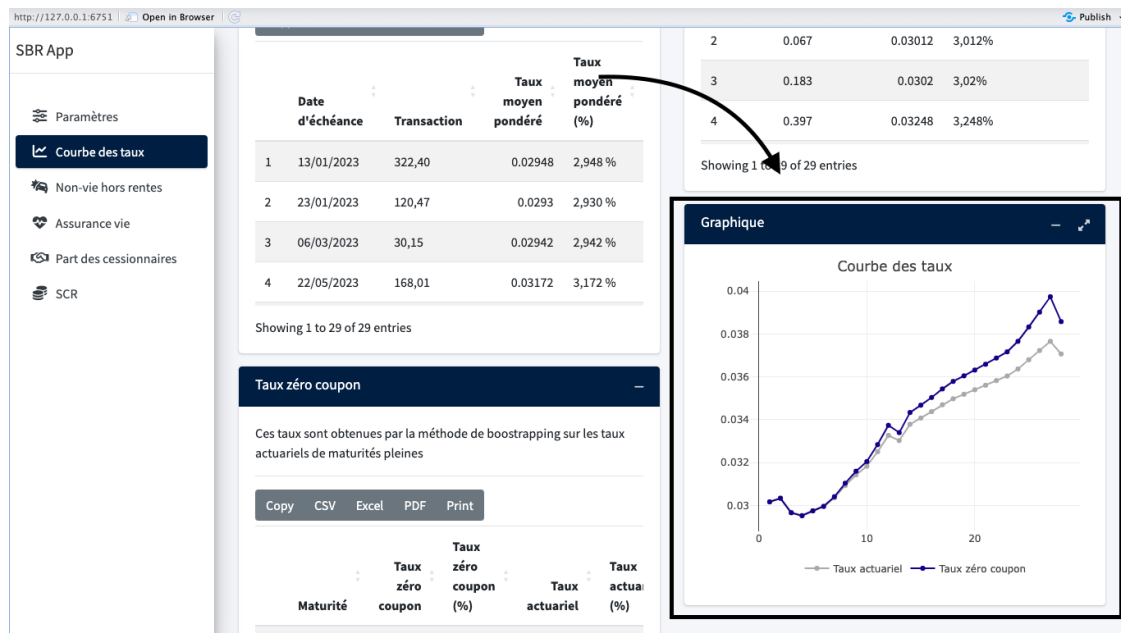 http://127.0.0.1:6751 Open in Browser Publish
SBR App
Paramètres
Courbe des taux
Non-vie hors rentes
Assurance vie
Part des cessionnaires
SCR
Date d'échéance Transaction Taux moyen pondéré Taux moyen pondéré (%)
1 13/01/2023 322,40 0.02948 2,948 %
2 23/01/2023 120,47 0.0293 2,930 %
3 06/03/2023 30,15 0.02942 2,942 %
4 22/05/2023 168,01 0.03172 3,172 %
Showing 1 to 29 of 29 entries
Taux zéro coupon
Ces taux sont obtenues par la méthode de boostrapping sur les taux
actuariels de maturités pleines
Copy CSV Excel PDF Print
Maturité Taux zéro coupon Taux zéro coupon (%) Taux actuariel Taux (%)
2 0.067 0.03012 3,012%
3 0.183 0.0302 3,02%
4 0.397 0.03248 3,248%
Showing 1 to 29 of 29 entries
Graphique
Courbe des taux
0.04
0.038
0.036
0.034
0.032
0.03
0 10 20
Taux actuariel Taux zéro coupon